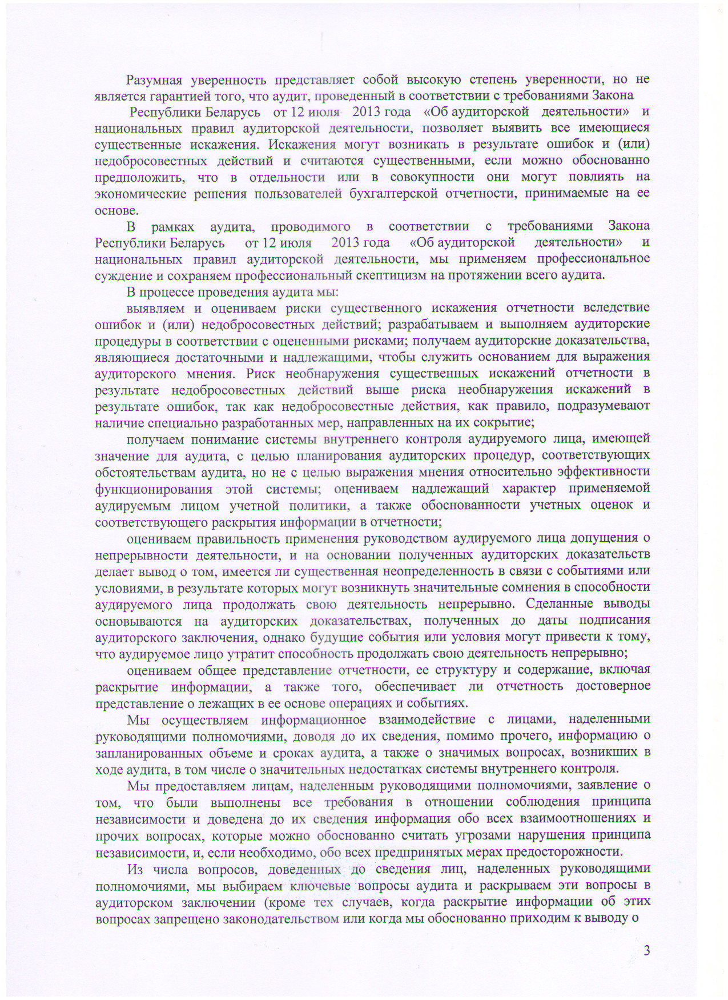 Разумная уверенность представляет собой высокую степень уверенности, но не
является гарантией того, что аудит, проведенный в соответствии с требованиями Закона
Республики Беларусь от 12 июля 2013 года «Об аудиторской деятельности» и
национальных правил аудиторской деятельности, позволяет выявить все имеющиеся
существенные искажения. Искажения могут возникать в результате ошибок и (или)
недобросовестных действий и считаются существенными, если можно обоснованно
предположить, что в отдельности или в совокупности они могут повлиять на
экономические решения пользователей бухгалтерской отчетности, принимаемые на ее
основе.
В рамках аудита, проводимого в соответствии с требованиями Закона
Республики Беларусь от 12 июля 2013 года «Об аудиторской деятельности» и
национальных правил аудиторской деятельности, мы применяем профессиональное
суждение и сохраняем профессиональный скептицизм на протяжении всего аудита.
В процессе проведения аудита мы:
выявляем и оцениваем риски существенного искажения отчетности вследствие
ошибок и (или) недобросовестных действий; разрабатываем и выполняем аудиторские
процедуры в соответствии с оцененными рисками; получаем аудиторские доказательства,
являющиеся достаточными и надлежащими, чтобы служить основанием для выражения
аудиторского мнения. Риск необнаружения существенных искажений отчетности в
результате недобросовестных действий выше риска необнаружения искажений в
результате ошибок, так как недобросовестные действия, как правило, подразумевают
наличие специально разработанных мер, направленных на их сокрытие;
получаем понимание системы внутреннего контроля аудируемого лица, имеющей
значение для аудита, с целью планирования аудиторских процедур, соответствующих
обстоятельствам аудита, но не с целью выражения мнения относительно эффективности
функционирования этой системы; оцениваем надлежащий характер применяемой
аудируемым лицом учетной политики, а также обоснованности учетных оценок и
соответствующего раскрытия информации в отчетности;
оцениваем правильность применения руководством аудируемого лица допущения о
непрерывности деятельности, и на основании полученных аудиторских доказательств
делает вывод о том, имеется ли существенная неопределенность в связи с событиями или
условиями, в результате которых могут возникнуть значительные сомнения в способности
аудируемого лица продолжать свою деятельность непрерывно. Сделанные выводы
основываются на аудиторских доказательствах, полученных до даты подписания
аудиторского заключения, однако будущие события или условия могут привести к тому,
что аудируемое лицо утратит способность продолжать свою деятельность непрерывно;
оцениваем общее представление отчетности, ее структуру и содержание, включая
раскрытие информации, а также того, обеспечивает ли отчетность достоверное
представление о лежащих в ее основе операциях и событиях.
Мы осуществляем информационное взаимодействие с лицами, наделенными
руководящими полномочиями, доводя до их сведения, помимо прочего, информацию о
запланированных объеме и сроках аудита, а также о значимых вопросах, возникших в
ходе аудита, в том числе о значительных недостатках системы внутреннего контроля.
Мы предоставляем лицам, наделенным руководящими полномочиями, заявление о
том, что были выполнены все требования в отношении соблюдения принципа
независимости и доведена до их сведения информация обо всех взаимоотношениях и
прочих вопросах, которые можно обоснованно считать угрозами нарушения принципа
независимости, и, если необходимо, обо всех предпринятых мерах предосторожности.
Из числа вопросов, доведенных до сведения лиц, наделенных руководящими
полномочиями, мы выбираем ключевые вопросы аудита и раскрываем эти вопросы в
аудиторском заключении (кроме тех случаев, когда раскрытие информации об этих
вопросах запрещено законодательством или когда мы обоснованно приходим к выводу о
3